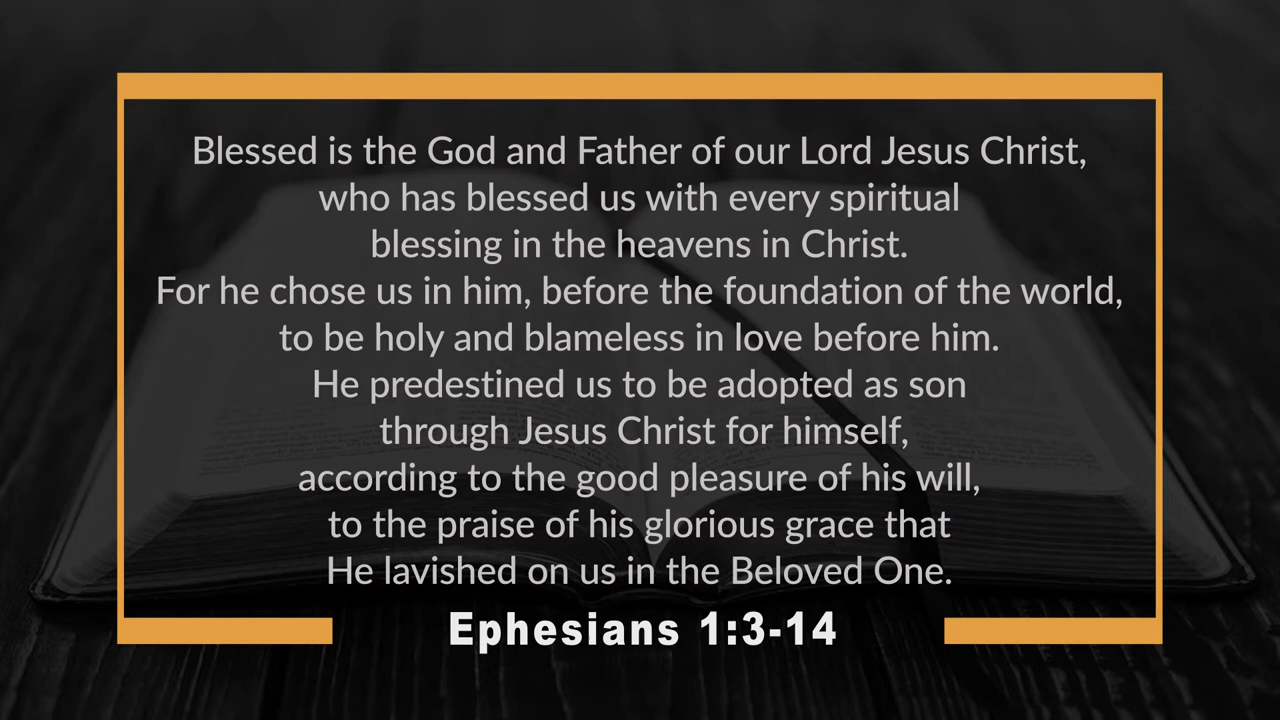 Blessed is the God and Father of our Lord Jesus Christ,
who has blessed us with every spiritual
blessing in the heavens in Christ.
For he chose us in him, before the foundation of the world,
to be holy and blameless in love before him.
He predestined us to be adopted as son
through Jesus Christ for himself,
according to the good pleasure of his will,
to the praise of his glorious grace that
He lavished on us in the Beloved One.
Ephesians 1:3-14